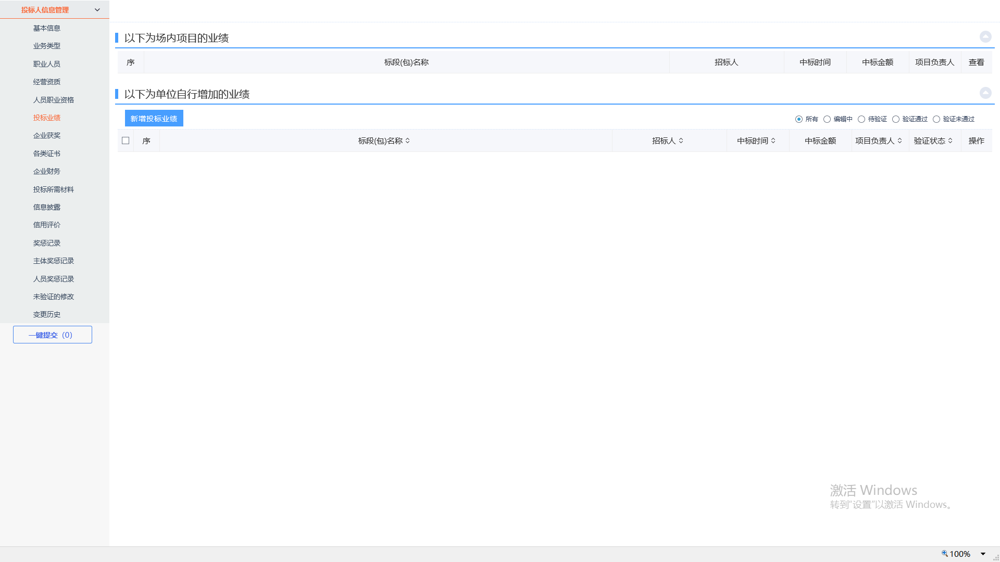 投标人信息管理
基本信息
业务类型
职业人员
经营资质
人员职业资格
投标业绩
企业获奖
各类证书
企业财务
投标所需材料
信息披露
信用评价
奖惩记录
主体奖惩记录
人员奖惩记录
未验证的修改
变更历史
一键提交（0）
以下为场内项目的业绩
序 标段(包)名称 招标人 中标时间 中标金额 项目负责人 查看
以下为单位自行增加的业绩
新增投标业绩
所有 编辑中 待验证 验证通过 验证未通过
序 标段(包)名称 招标人 中标时间 中标金额 项目负责人 验证状态 操作
激活 Windows
转到“设置”以激活 Windows。
100%